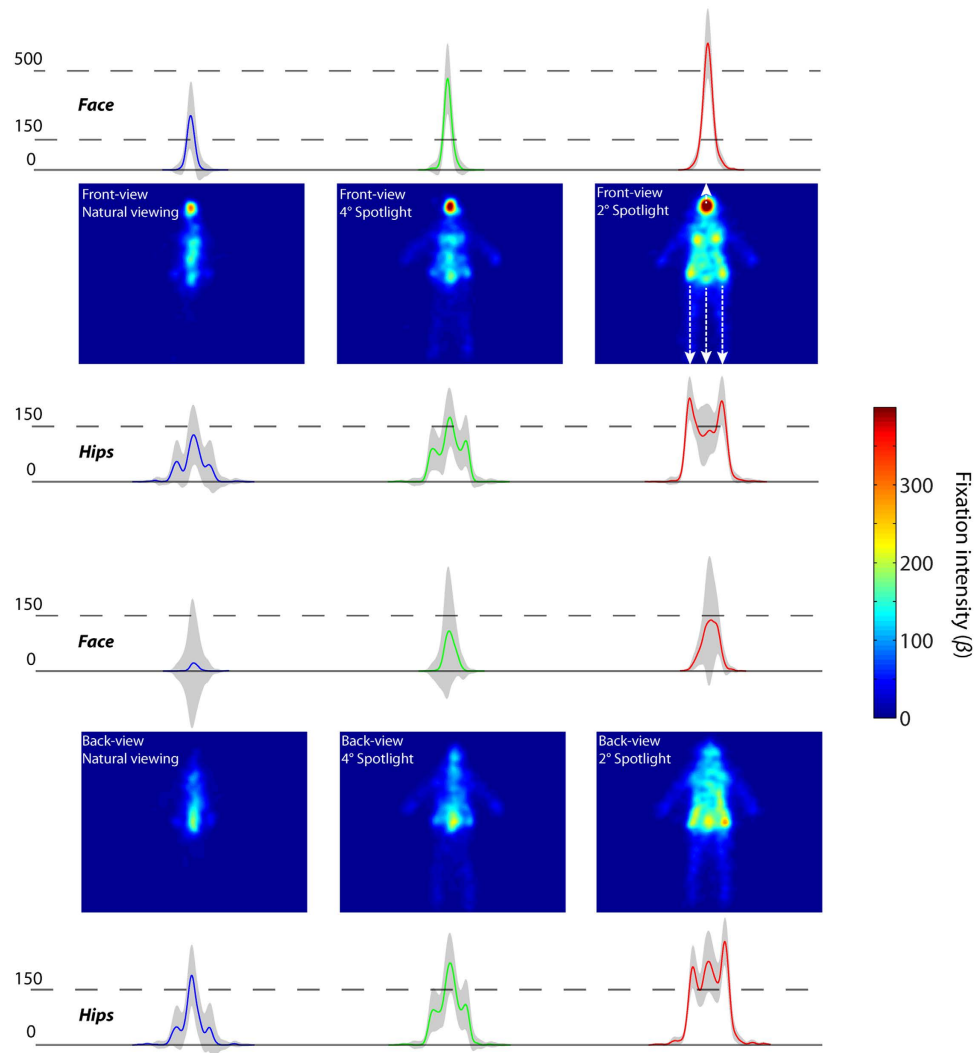 500
Face
150
0
Front-view
Natural viewing
Front-view
4° Spotlight
Front-view
2° Spotlight
150
Hips
0
300
200
100
0
Fixation intensity (β)
150
Face
0
Back-view
Natural viewing
Back-view
4° Spotlight
Back-view
2° Spotlight
150
Hips
0